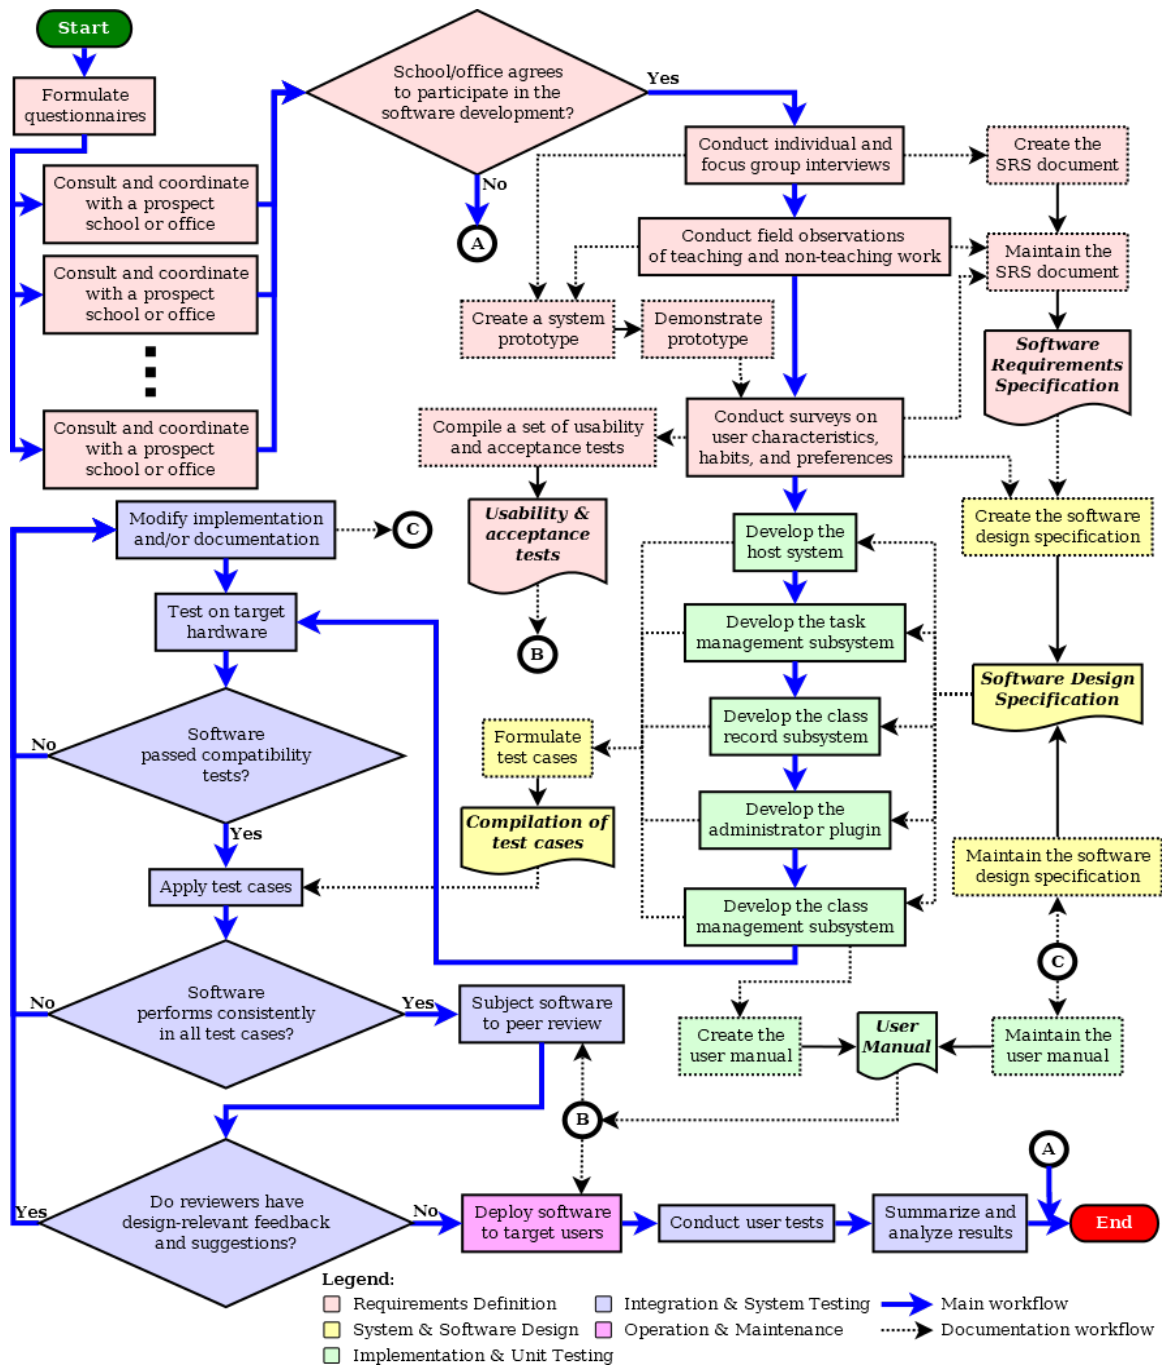 Start
Formulate
questionnaires
Consult and coordinate
with a prospect
school or office
Consult and coordinate
with a prospect
school or office
Consult and coordinate
with a prospect
school or office
School/office agrees
to participate in the
software development?
Yes
No
A
Conduct individual and
focus group interviews
Create the
SRS document
Conduct field observations
of teaching and non-teaching work
Maintain the
SRS document
Create a system
prototype
Demonstrate
prototype
Software
Requirements
Specification
Compile a set of usability
and acceptance tests
Conduct surveys on
user characteristics,
habits, and preferences
Usability &
acceptance
tests
B
Create the software
design specification
Modify implementation
and/or documentation
C
Develop the
host system
Test on target
hardware
Develop the task
management subsystem
Software Design
Specification
Software
passed compatibility
tests?
No
Yes
Formulate
test cases
Develop the class
record subsystem
Compilation of
test cases
Develop the
administrator plugin
Maintain the software
design specification
Apply test cases
Develop the class
management subsystem
C
Software
performs consistently
in all test cases?
No
Yes
Subject software
to peer review
Create the
user manual
User
Manual
Maintain the
user manual
B
A
Do reviewers have
design-relevant feedback
and suggestions?
Yes
No
Deploy software
to target users
Conduct user tests
Summarize and
analyze results
End
Legend:
Requirements Definition
System & Software Design
Implementation & Unit Testing
Integration & System Testing
Operation & Maintenance
Main workflow
Documentation workflow